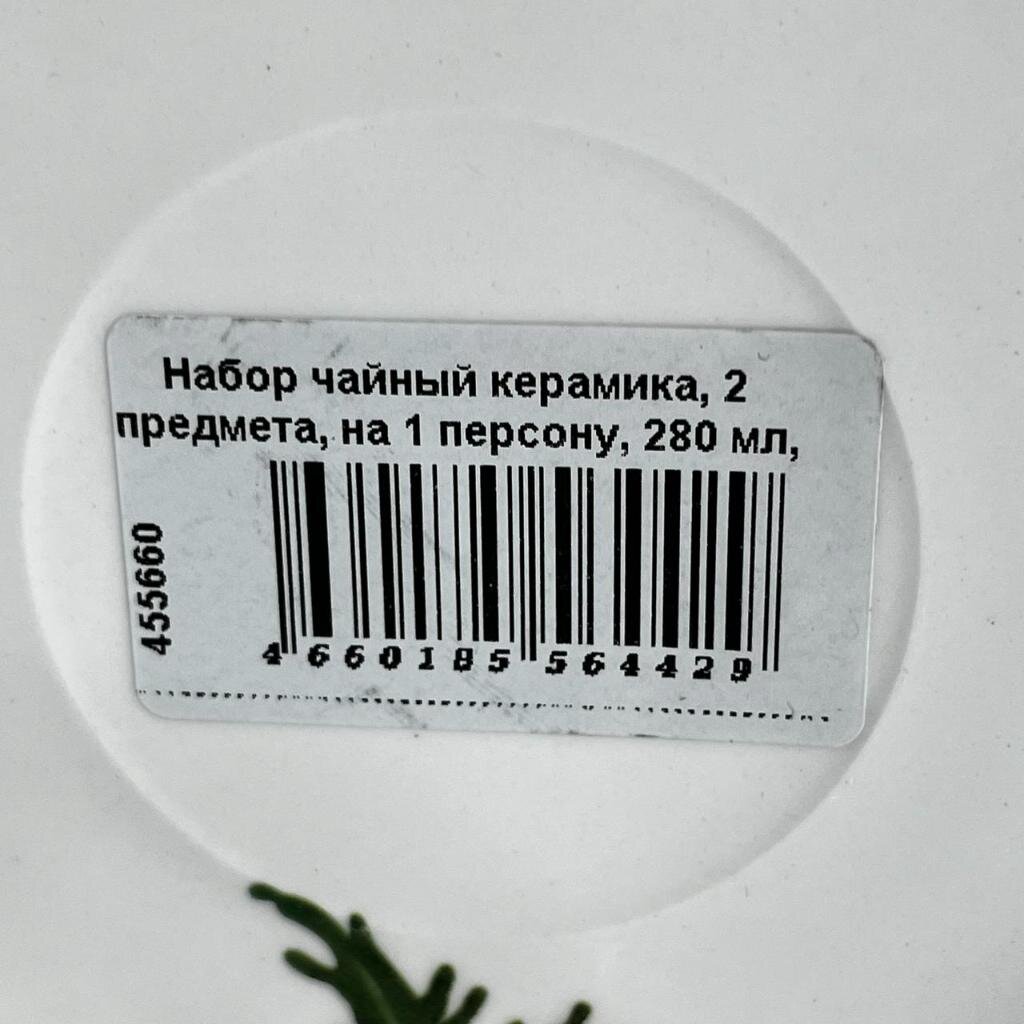 Набор чайный керамика, 2
предмета, на 1 персону, 280 мл,
455660
4 660185 564429